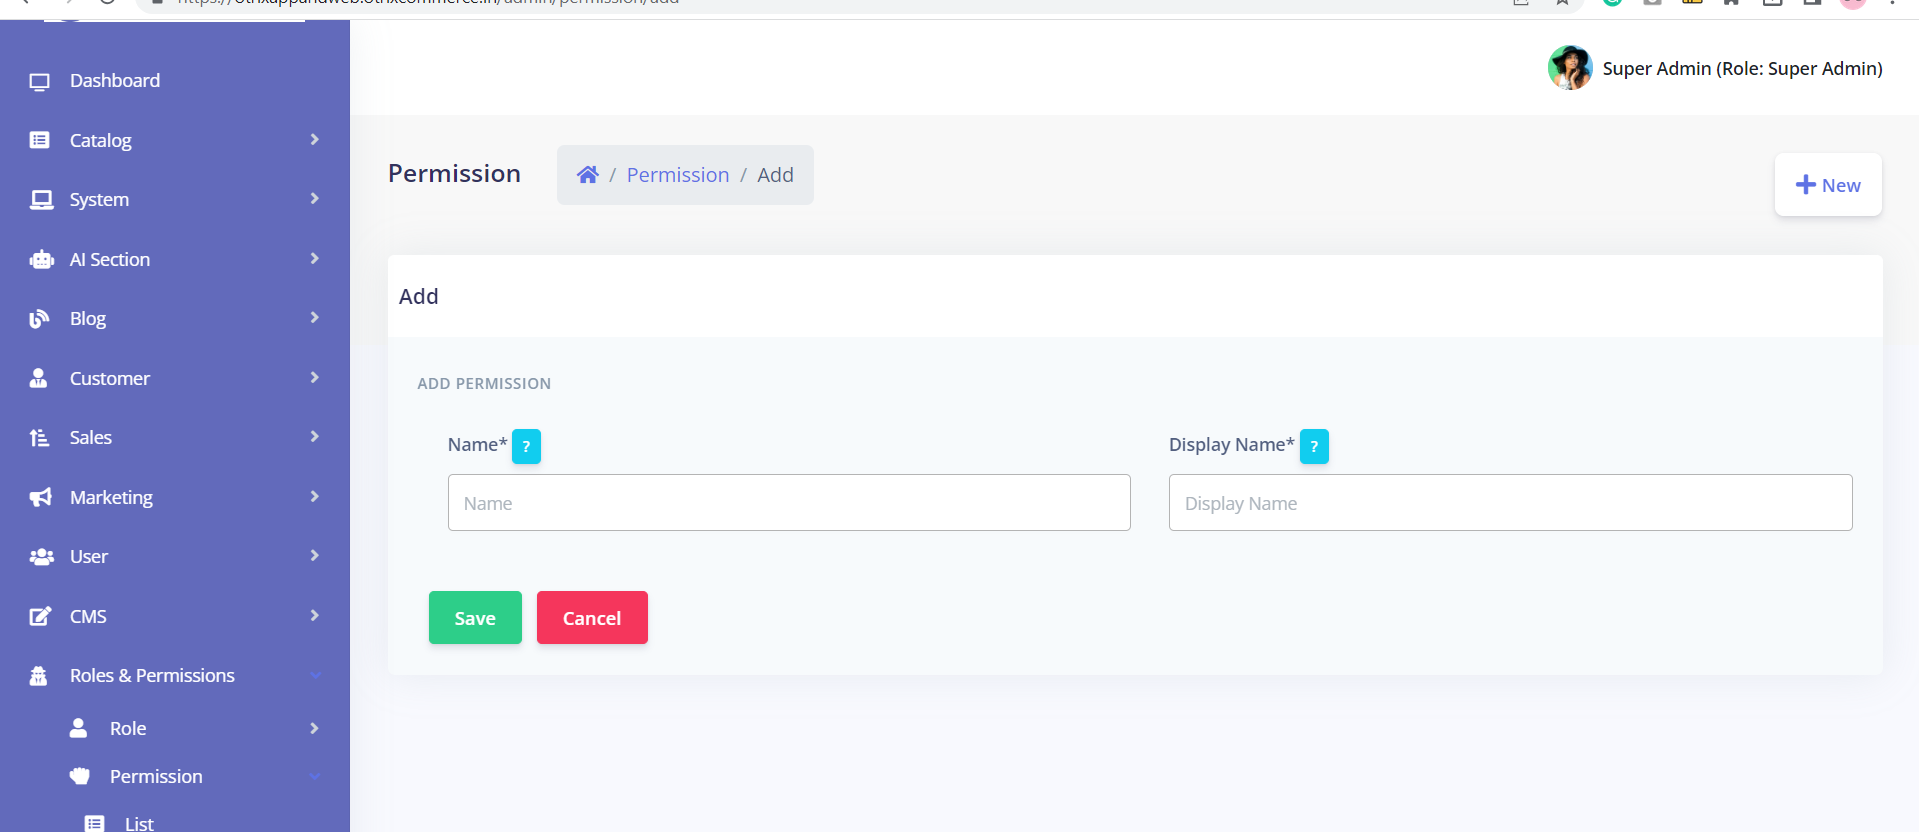 Super Admin (Role: Super Admin)
Dashboard
Catalog
System
AI Section
Blog
Customer
Sales
Marketing
User
CMS
Roles & Permissions
Role
Permission
List
Permission
/ Permission / Add
New
Add
ADD PERMISSION
Name* ?
Name
Display Name* ?
Display Name
Save
Cancel